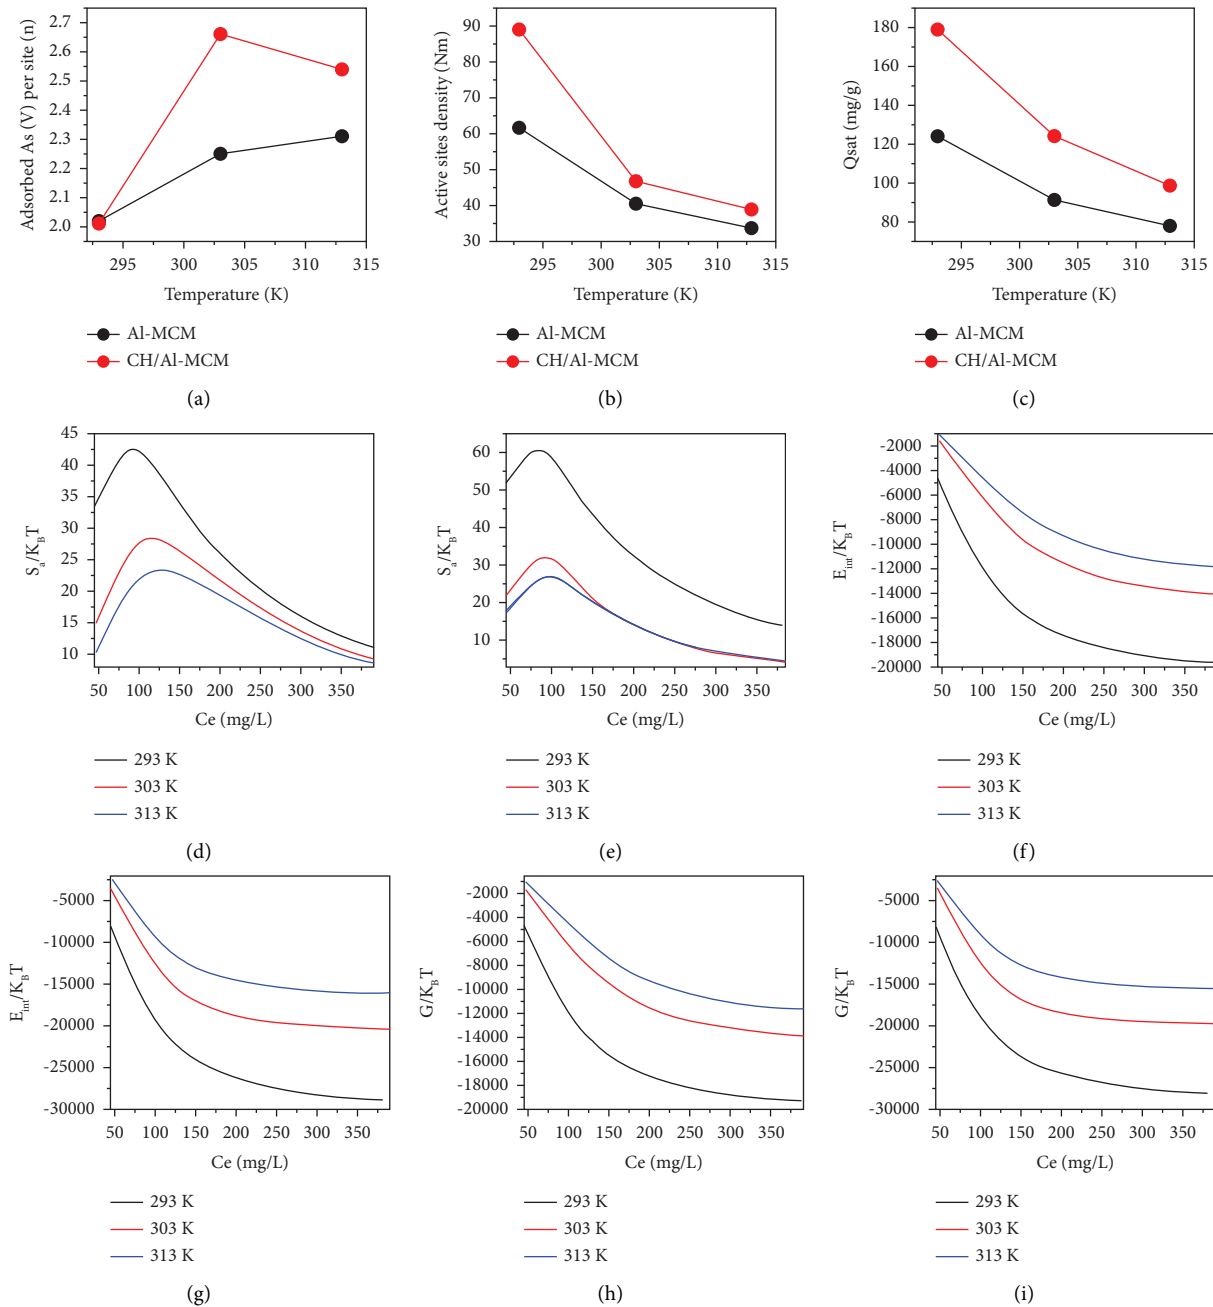 2.7
2.6
2.5
2.4
2.3
2.2
2.1
2.0
Adsorbed As (V) per site (n)
295 300 305 310 315
Temperature (K)
Al-MCM
CH/Al-MCM
(a)
90
80
70
60
50
40
30
Active sites density (Nm)
295 300 305 310 315
Temperature (K)
Al-MCM
CH/Al-MCM
(b)
180
160
140
120
100
80
Qsat (mg/g)
295 300 305 310 315
Temperature (K)
Al-MCM
CH/Al-MCM
(c)
45
40
35
30
25
20
15
10
Sa/KBT
50 100 150 200 250 300 350
Ce (mg/L)
293 K
303 K
313 K
(d)
60
50
40
30
20
10
Sa/KBT
50 100 150 200 250 300 350
Ce (mg/L)
293 K
303 K
313 K
(e)
-2000
-4000
-6000
-8000
-10000
-12000
-14000
-16000
-18000
-20000
Eint/KBT
50 100 150 200 250 300 350
Ce (mg/L)
293 K
303 K
313 K
(f)
-5000
-10000
-15000
-20000
-25000
-30000
Eint/KBT
50 100 150 200 250 300 350
Ce (mg/L)
293 K
303 K
313 K
(g)
-2000
-4000
-6000
-8000
-10000
-12000
-14000
-16000
-18000
-20000
G/KBT
50 100 150 200 250 300 350
Ce (mg/L)
293 K
303 K
313 K
(h)
-5000
-10000
-15000
-20000
-25000
-30000
G/KBT
50 100 150 200 250 300 350
Ce (mg/L)
293 K
303 K
313 K
(i)